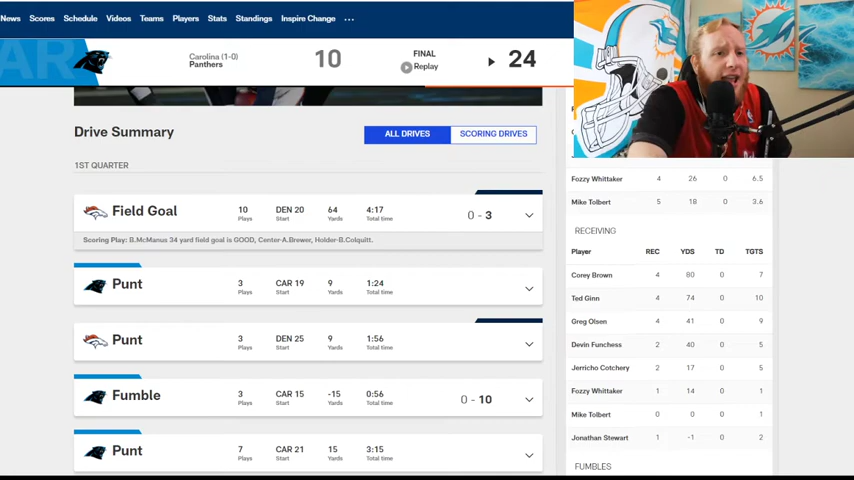 News Scores Schedule Videos Teams Players Stats Standings Inspire Change ...
Carolina (1-0)
Panthers
10
FINAL
Replay
24
Drive Summary
ALL DRIVES
SCORING DRIVES
1ST QUARTER
Field Goal
10 DEN 20 64 4:17
Plays Start Yards Total time
0 - 3
Scoring Play: B.McManus 34 yard field goal is GOOD, Center-A.Brewer, Holder-B.Colquitt.
Punt
3 CAR 19 9 1:24
Plays Start Yards Total time
Punt
3 DEN 25 9 1:56
Plays Start Yards Total time
Fumble
3 CAR 15 -15 0:56
Plays Start Yards Total time
0 - 10
Punt
7 CAR 21 15 3:15
Plays Start Yards Total time
Fozzy Whittaker 4 26 0 6.5
Mike Tolbert 5 18 0 3.6
RECEIVING
Player REC YDS TD TGTS
Corey Brown 4 80 0 7
Ted Ginn 4 74 0 10
Greg Olsen 4 41 0 9
Devin Funchess 2 40 0 5
Jerricho Cotchery 2 17 0 5
Fozzy Whittaker 1 14 0 1
Mike Tolbert 0 0 0 1
Jonathan Stewart 1 -1 0 2
FUMBLES